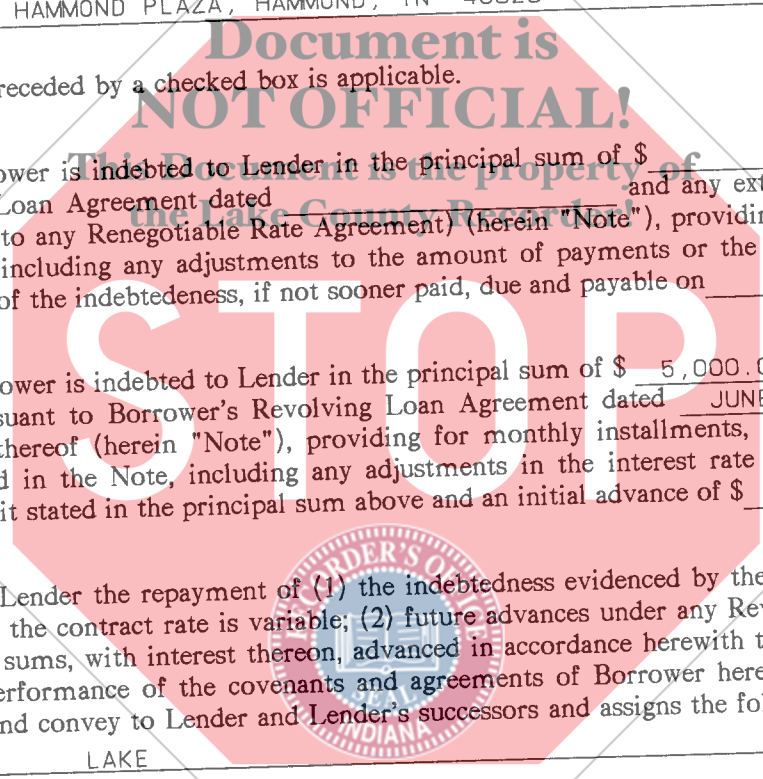 HAMMOND PLAZA, HAMMOND, IN
Document is
receded by a checked box is applicable.
NOT OFFICIAL!
ower is indebted to Lender in the principal sum of $
This Document is the property of
Loan Agreement dated and any ext
the Lake County Recorder!
to any Renegotiable Rate Agreement) (herein "Note"), providin
including any adjustments to the amount of payments or the
of the indebtedeness, if not sooner paid, due and payable on
STOP
ower is indebted to Lender in the principal sum of $ 5,000.0
suant to Borrower's Revolving Loan Agreement dated JUNE
thereof (herein "Note"), providing for monthly installments,
d in the Note, including any adjustments in the interest rate
it stated in the principal sum above and an initial advance of $
RECORDER'S OFFICE
Lender the repayment of (1) the indebtedness evidenced by the
the contract rate is variable; (2) future advances under any Rev
sums, with interest thereon, advanced in accordance herewith t
erformance of the covenants and agreements of Borrower here
SEAL
nd convey to Lender and Lender's successors and assigns the fol
INDIANA
LAKE